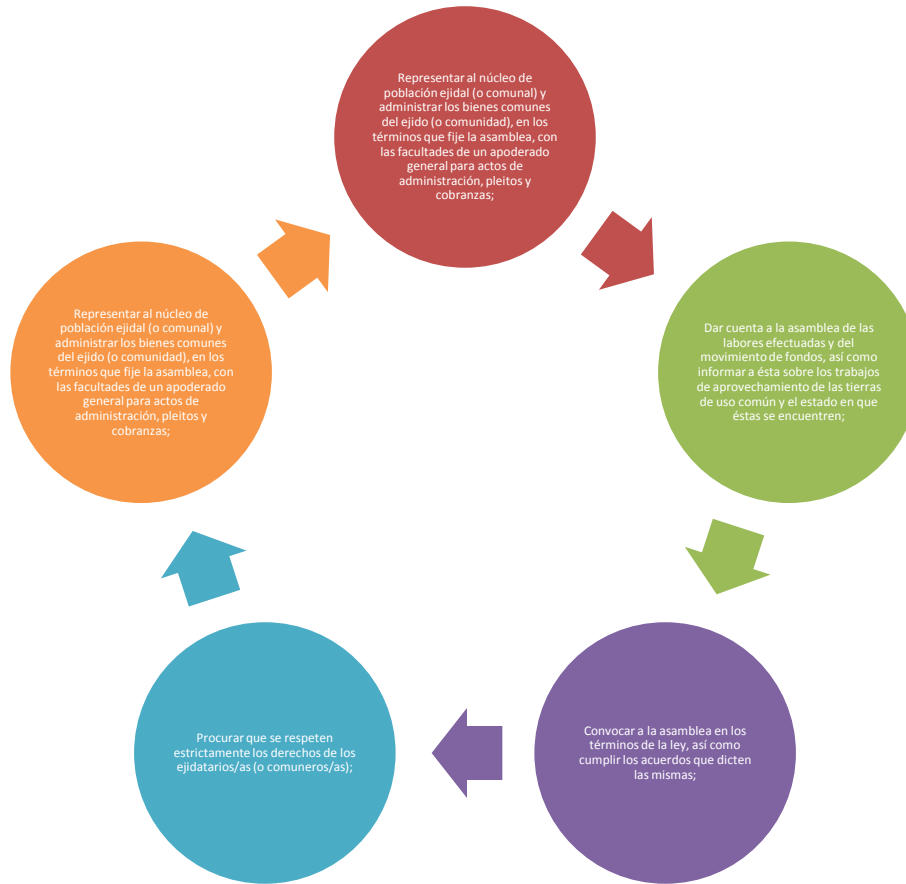 Representar al núcleo de
población ejidal (o comunal) y
administrar los bienes comunes
del ejido (o comunidad), en los
términos que fije la asamblea, con
las facultades de un apoderado
general para actos de
administración, pleitos y
cobranzas;
Dar cuenta a la asamblea de las
labores efectuadas y del
movimiento de fondos, así como
informar a ésta sobre los trabajos
de aprovechamiento de las tierras
de uso común y el estado en que
éstas se encuentren;
Convocar a la asamblea en los
términos de la ley, así como
cumplir los acuerdos que dicten
las mismas;
Procurar que se respeten
estrictamente los derechos de los
ejidatarios/as (o comuneros/as);
Representar al núcleo de
población ejidal (o comunal) y
administrar los bienes comunes
del ejido (o comunidad), en los
términos que fije la asamblea, con
las facultades de un apoderado
general para actos de
administración, pleitos y
cobranzas;